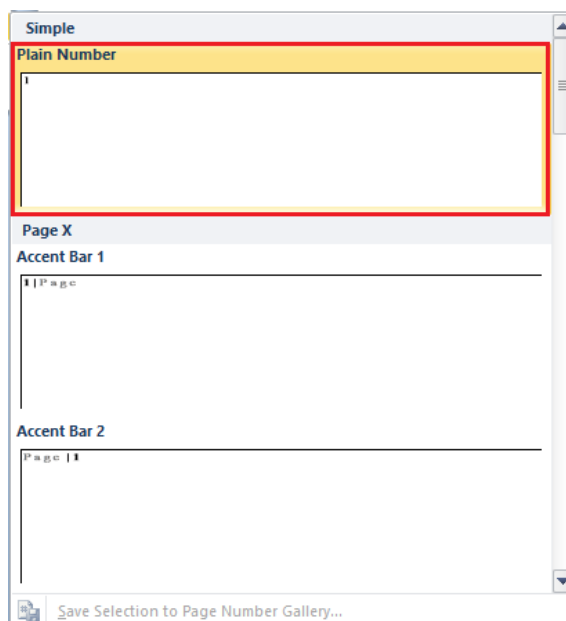 Simple
Plain Number
1
Page X
Accent Bar 1
1|Page
Accent Bar 2
Page |1
Save Selection to Page Number Gallery...